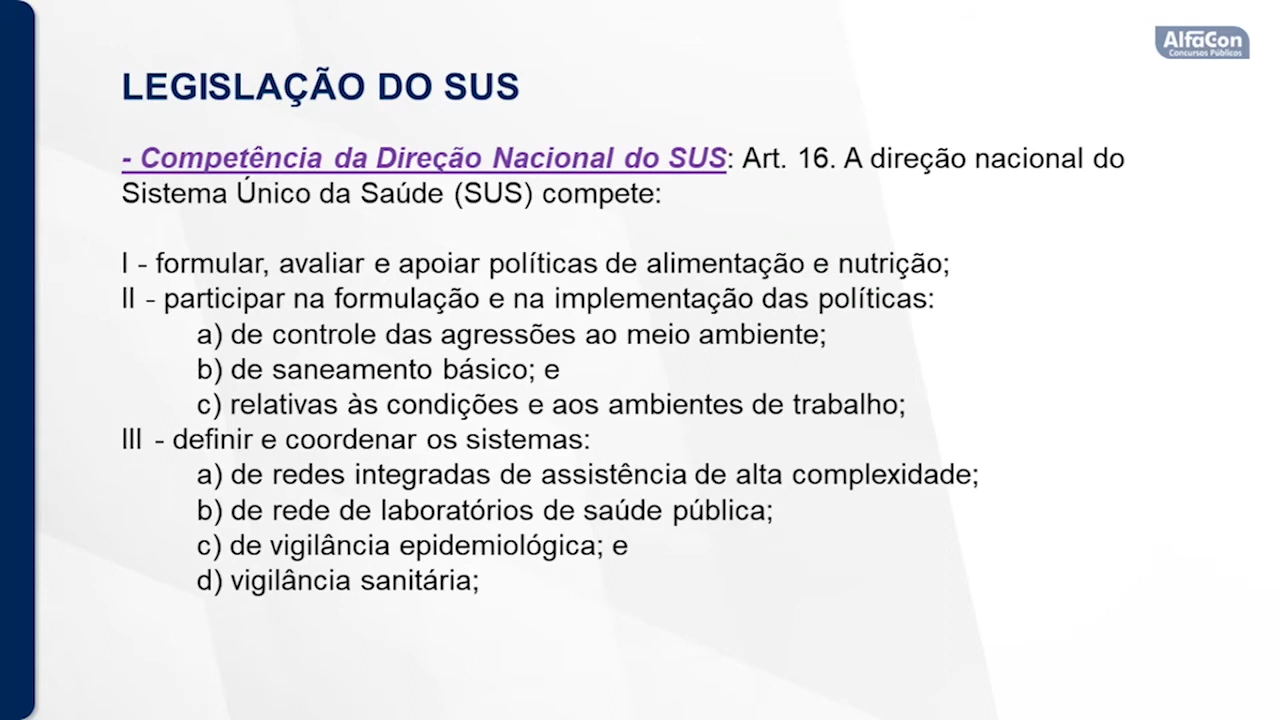 AlfaCon
Concursos Públicos
LEGISLAÇÃO DO SUS
- Competência da Direção Nacional do SUS: Art. 16. A direção nacional do
Sistema Único da Saúde (SUS) compete:
I - formular, avaliar e apoiar políticas de alimentação e nutrição;
II - participar na formulação e na implementação das políticas:
a) de controle das agressões ao meio ambiente;
b) de saneamento básico; e
c) relativas às condições e aos ambientes de trabalho;
III - definir e coordenar os sistemas:
a) de redes integradas de assistência de alta complexidade;
b) de rede de laboratórios de saúde pública;
c) de vigilância epidemiológica; e
d) vigilância sanitária;